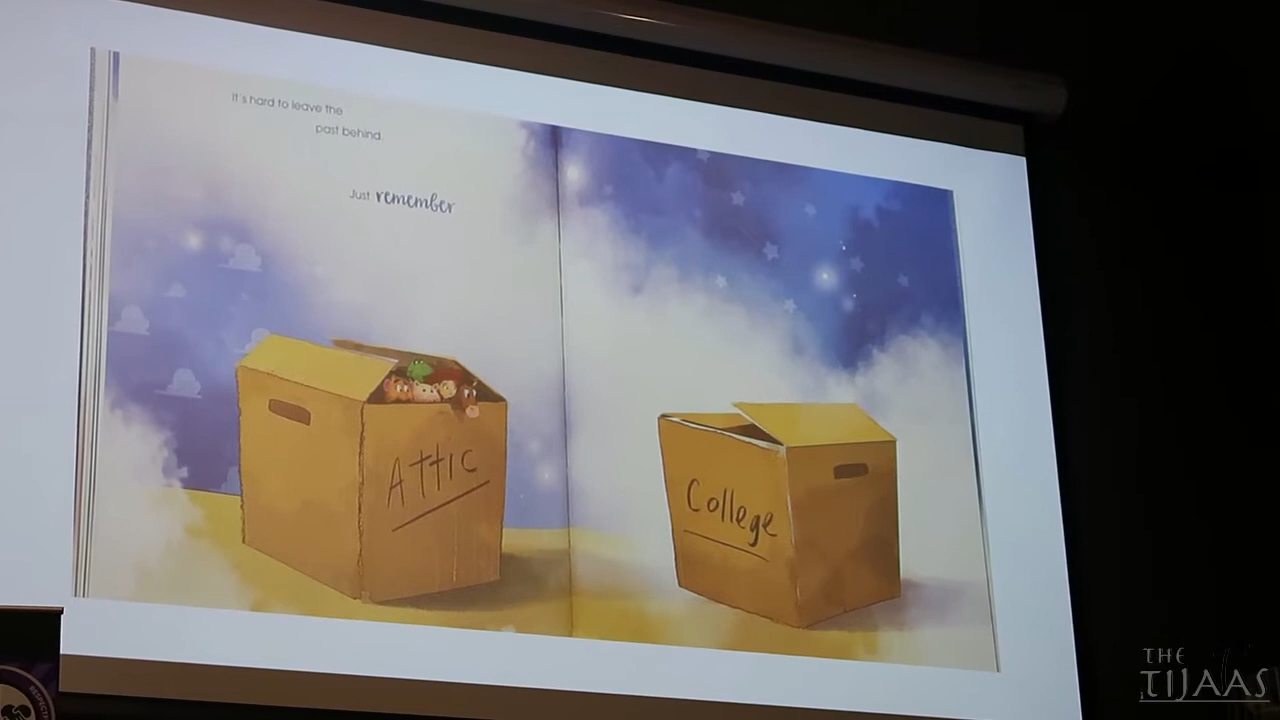 It's hard to leave the
past behind.
Just remember
Attic
College
THE
TIJAAS